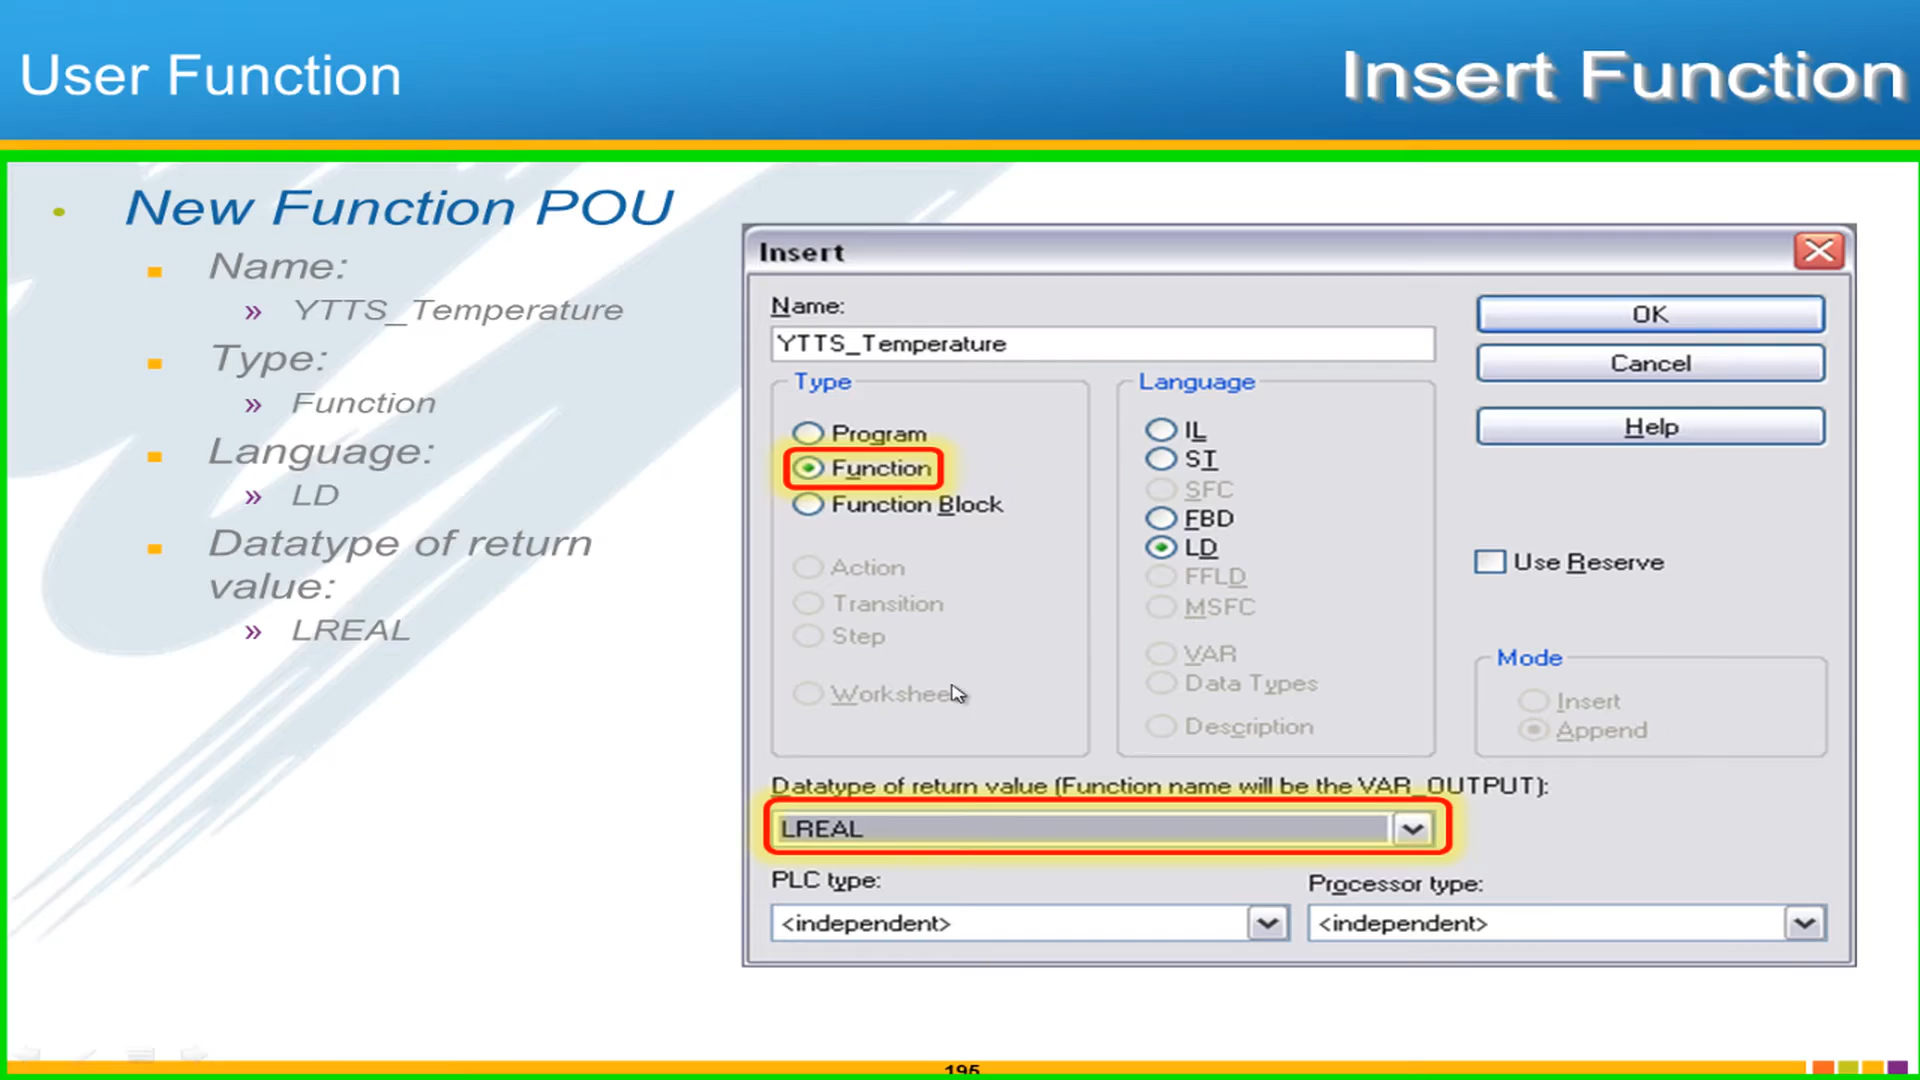 User Function
Insert Function
• New Function POU
Name:
» YTTS_Temperature
Type:
» Function
Language:
» LD
Datatype of return
value:
» LREAL
Insert
Name:
YTTS_Temperature
OK
Cancel
Help
Type
Program
Function
Function Block
Action
Transition
Step
Workshee
Language
IL
ST
SFC
FBD
LD
FFLD
MSFC
VAR
Data Types
Description
Use Reserve
Mode
Insert
Append
Datatype of return value (Function name will be the VAR_OUTPUT):
LREAL
PLC type:
<independent>
Processor type:
<independent>
195